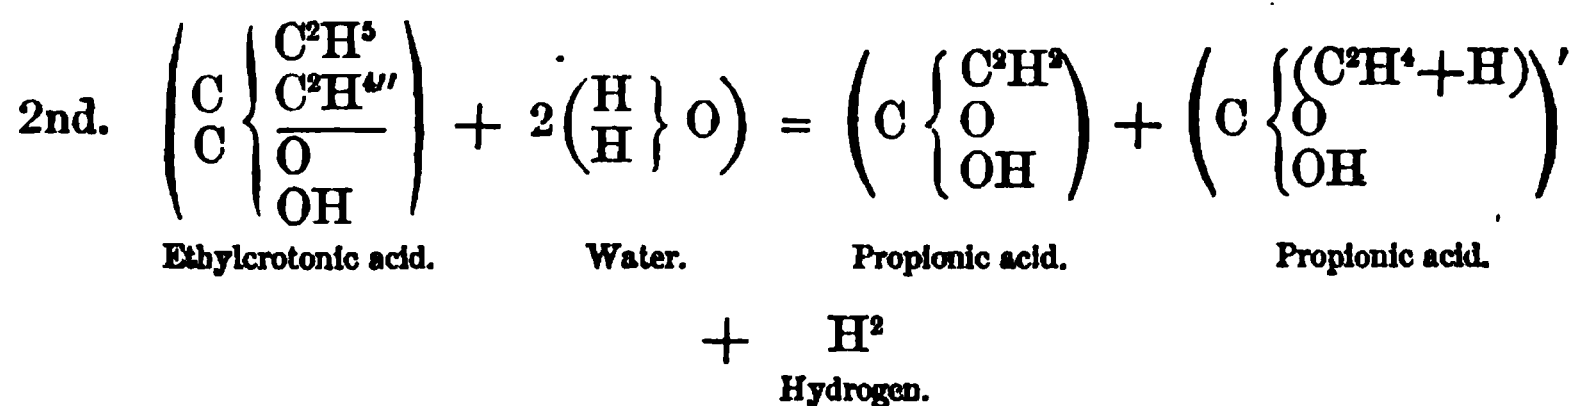 2nd. (C C { C²H⁵ C²H⁴″ O OH) + 2(H H } O) = (C { C²H² O OH) + (C { (C²H⁴+H) O OH)′
Ethylcrotonic acid. Water. Propionic acid. Propionic acid.
+ H²
Hydrogen.